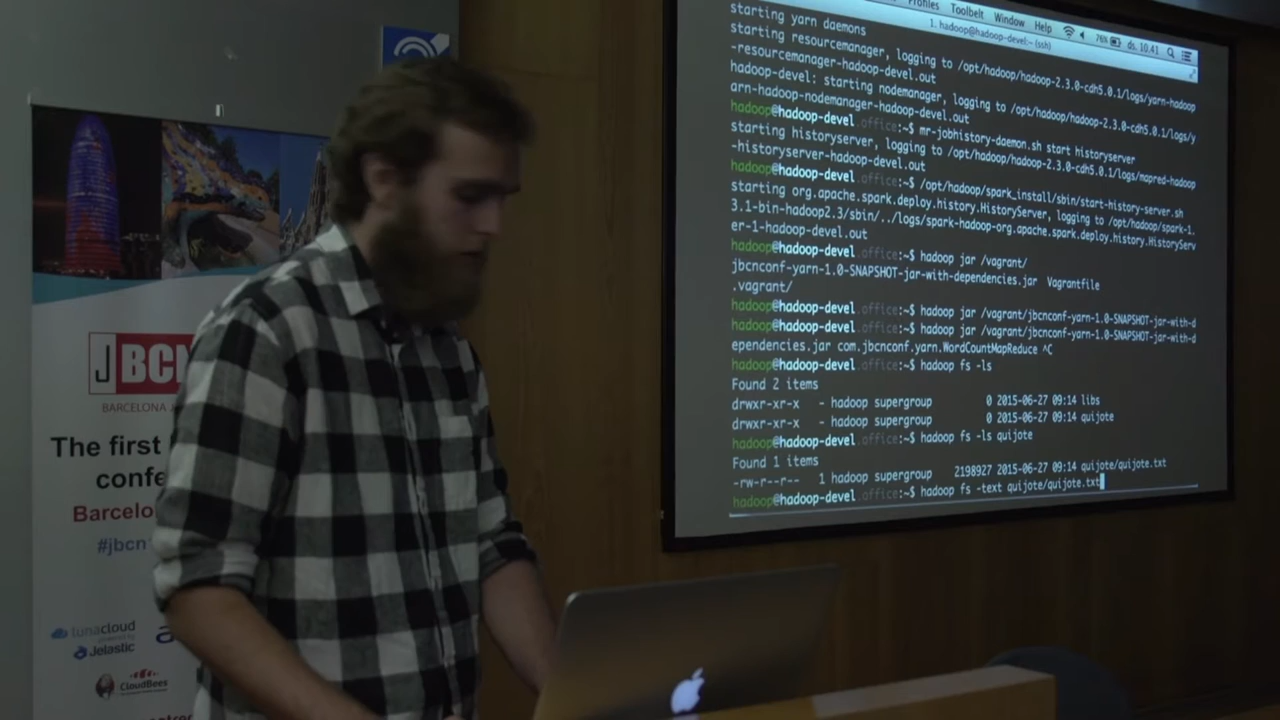 JBCN
BARCELONA J
The first
confe
Barcelo
#jbcn
lunacloud
powered by
Jelastic
CloudBees
Profiles Toolbelt Window Help 76% ds. 10.41
1. hadoop@hadoop-devel:~ (ssh)
starting yarn daemons
starting resourcemanager, logging to /opt/hadoop/hadoop-2.3.0-cdh5.0.1/logs/yarn-hadoop
-resourcemanager-hadoop-devel.out
hadoop-devel: starting nodemanager, logging to /opt/hadoop/hadoop-2.3.0-cdh5.0.1/logs/y
arn-hadoop-nodemanager-hadoop-devel.out
hadoop@hadoop-devel.office:~$ mr-jobhistory-daemon.sh start historyserver
starting historyserver, logging to /opt/hadoop/hadoop-2.3.0-cdh5.0.1/logs/mapred-hadoop
-historyserver-hadoop-devel.out
hadoop@hadoop-devel.office:~$ /opt/hadoop/spark_install/sbin/start-history-server.sh
starting org.apache.spark.deploy.history.HistoryServer, logging to /opt/hadoop/spark-1.
3.1-bin-hadoop2.3/sbin/../logs/spark-hadoop-org.apache.spark.deploy.history.HistoryServ
er-1-hadoop-devel.out
hadoop@hadoop-devel.office:~$ hadoop jar /vagrant/
jbcnconf-yarn-1.0-SNAPSHOT-jar-with-dependencies.jar Vagrantfile
.vagrant/
hadoop@hadoop-devel.office:~$ hadoop jar /vagrant/jbcnconf-yarn-1.0-SNAPSHOT-jar-with-d
hadoop@hadoop-devel.office:~$ hadoop jar /vagrant/jbcnconf-yarn-1.0-SNAPSHOT-jar-with-d
ependencies.jar com.jbcnconf.yarn.WordCountMapReduce ^C
hadoop@hadoop-devel.office:~$ hadoop fs -ls
Found 2 items
drwxr-xr-x - hadoop supergroup 0 2015-06-27 09:14 libs
drwxr-xr-x - hadoop supergroup 0 2015-06-27 09:14 quijote
hadoop@hadoop-devel.office:~$ hadoop fs -ls quijote
Found 1 items
-rw-r--r-- 1 hadoop supergroup 2198927 2015-06-27 09:14 quijote/quijote.txt
hadoop@hadoop-devel.office:~$ hadoop fs -text quijote/quijote.txt